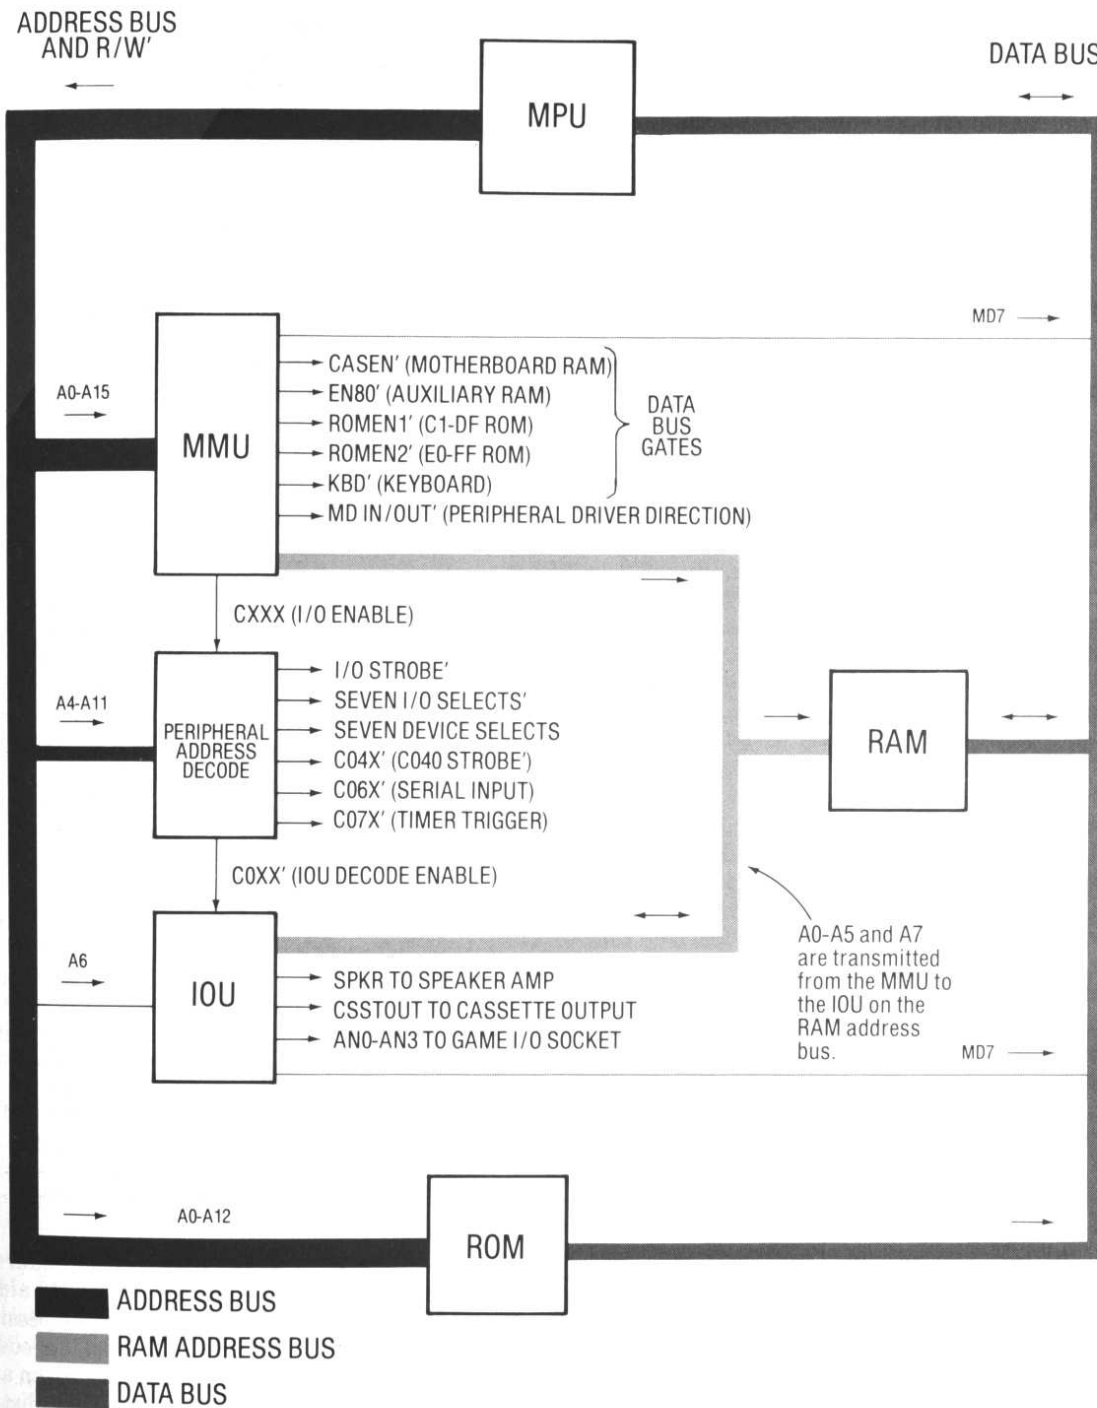 ADDRESS BUS
AND R/W'
DATA BUS
MPU
MD7
MMU
A0-A15
CASEN' (MOTHERBOARD RAM)
EN80' (AUXILIARY RAM)
ROMEN1' (C1-DF ROM)
ROMEN2' (E0-FF ROM)
KBD' (KEYBOARD)
MD IN/OUT' (PERIPHERAL DRIVER DIRECTION)
DATA
BUS
GATES
CXXX (I/O ENABLE)
A4-A11
PERIPHERAL
ADDRESS
DECODE
I/O STROBE'
SEVEN I/O SELECTS'
SEVEN DEVICE SELECTS
C04X' (C040 STROBE')
C06X' (SERIAL INPUT)
C07X' (TIMER TRIGGER)
RAM
C0XX' (IOU DECODE ENABLE)
A6
IOU
SPKR TO SPEAKER AMP
CSSTOUT TO CASSETTE OUTPUT
AN0-AN3 TO GAME I/O SOCKET
A0-A5 and A7
are transmitted
from the MMU to
the IOU on the
RAM address
bus.
MD7
A0-A12
ROM
ADDRESS BUS
RAM ADDRESS BUS
DATA BUS